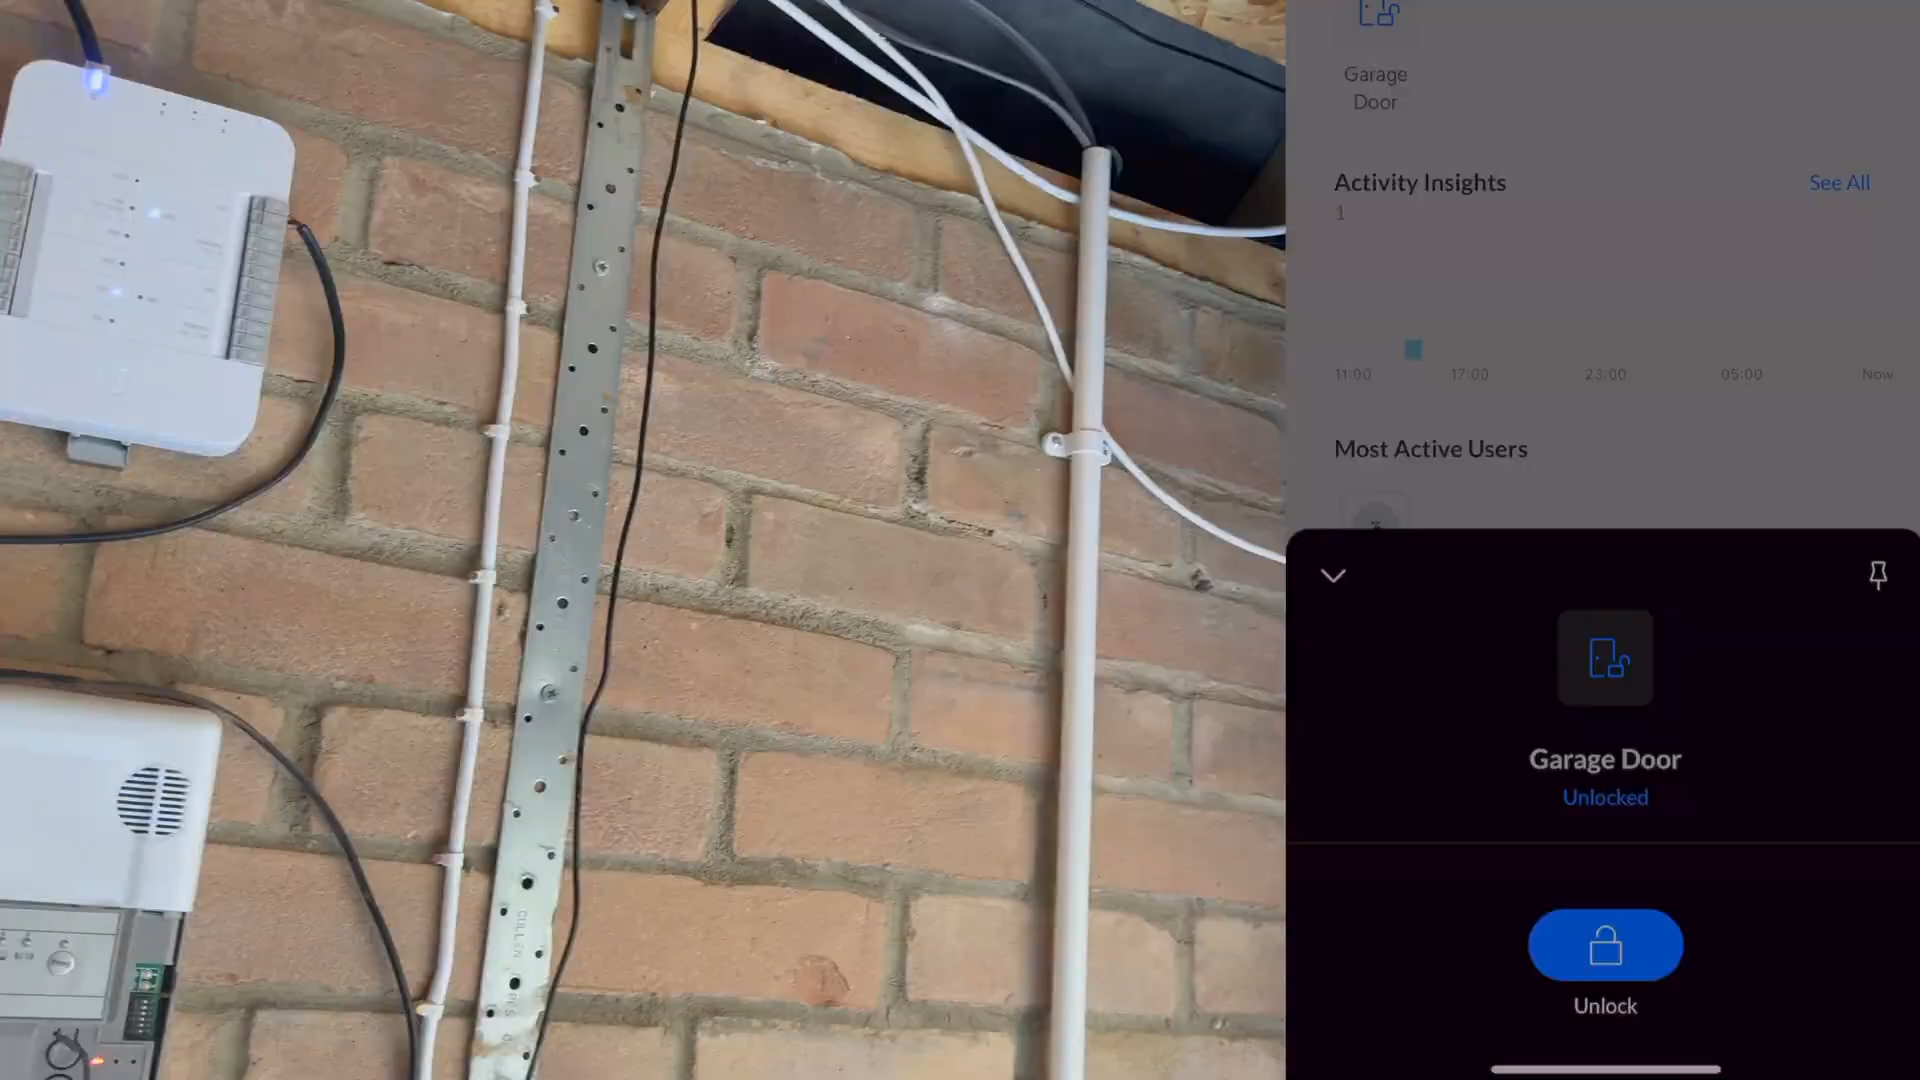 Garage
Door
Activity Insights
See All
1
11:00
17:00
23:00
05:00
Now
Most Active Users
Garage Door
Unlocked
Unlock
CULLEN